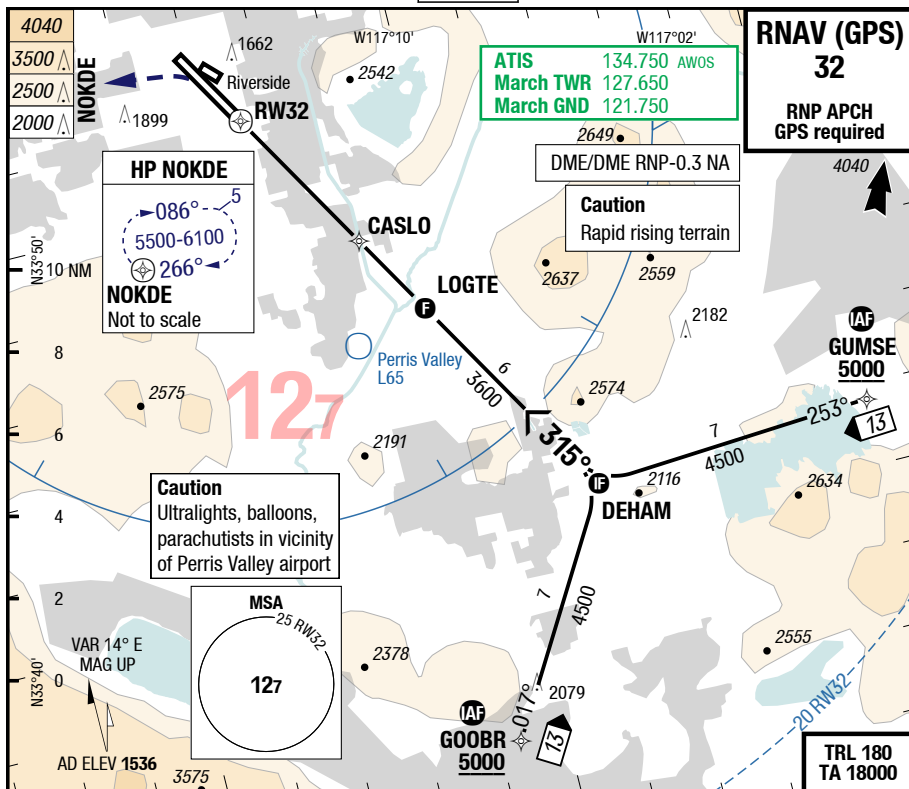 4040
3500
2500
2000
NOKDE
1662
Riverside
1899
RW32
W117°10'
2542
W117°02'
ATIS 134.750 AWOS
March TWR 127.650
March GND 121.750
RNAV (GPS)
32
RNP APCH
GPS required
2649
DME/DME RNP-0.3 NA
4040
Caution
Rapid rising terrain
HP NOKDE
086° 5
5500-6100
266°
NOKDE
Not to scale
CASLO
N33°50'
10 NM
LOGTE
F
2637
2559
2182
IAF
GUMSE
5000
8
Perris Valley
L65
6
3600
2574
253°
13
2575
127
7
4500
6
315°
2191
IF
DEHAM
2116
2634
Caution
Ultralights, balloons,
parachutists in vicinity
of Perris Valley airport
4
7
4500
2
MSA
25 RW32
127
VAR 14° E
MAG UP
2378
2555
N33°40'
0
017°
2079
20 RW32
IAF
GOOBR
5000
13
AD ELEV 1536
3575
TRL 180
TA 18000